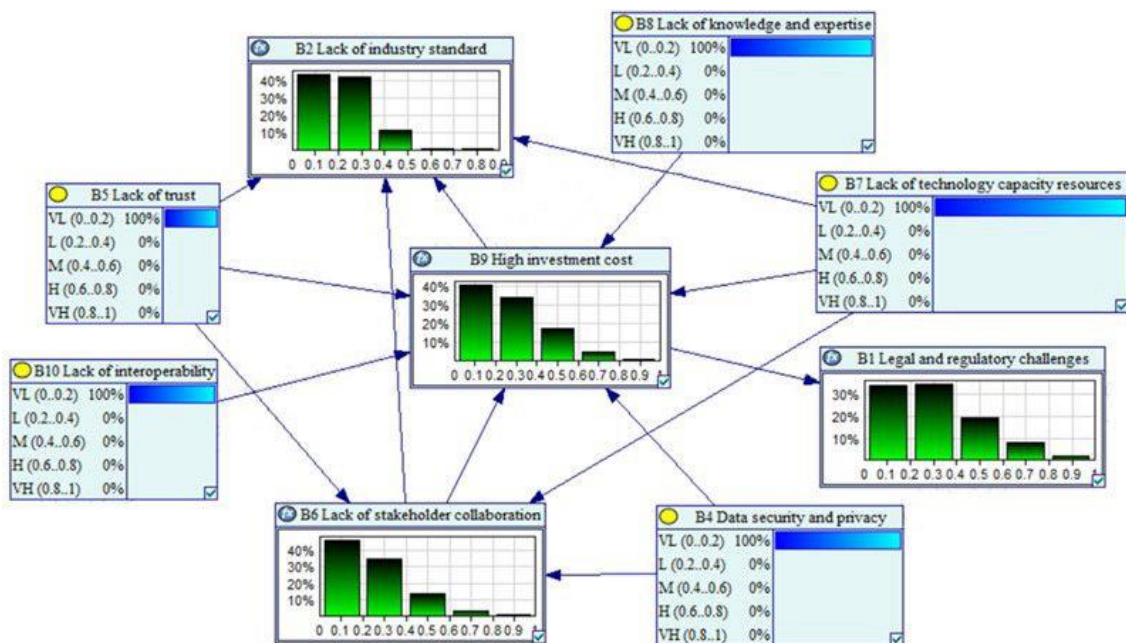 B8 Lack of knowledge and expertise
VL (0..0.2) 100%
L (0.2..0.4) 0%
M (0.4..0.6) 0%
H (0.6..0.8) 0%
VH (0.8..1) 0%
B2 Lack of industry standard
40%
30%
20%
10%
0 0.1 0.2 0.3 0.4 0.5 0.6 0.7 0.8
B5 Lack of trust
VL (0..0.2) 100%
L (0.2..0.4) 0%
M (0.4..0.6) 0%
H (0.6..0.8) 0%
VH (0.8..1) 0%
B7 Lack of technology capacity resources
VL (0..0.2) 100%
L (0.2..0.4) 0%
M (0.4..0.6) 0%
H (0.6..0.8) 0%
VH (0.8..1) 0%
B9 High investment cost
40%
30%
20%
10%
0 0.1 0.2 0.3 0.4 0.5 0.6 0.7 0.8 0.9
B10 Lack of interoperability
VL (0..0.2) 100%
L (0.2..0.4) 0%
M (0.4..0.6) 0%
H (0.6..0.8) 0%
VH (0.8..1) 0%
B1 Legal and regulatory challenges
30%
20%
10%
0 0.1 0.2 0.3 0.4 0.5 0.6 0.7 0.8 0.9
B6 Lack of stakeholder collaboration
40%
30%
20%
10%
0 0.1 0.2 0.3 0.4 0.5 0.6 0.7 0.8 0.9 1
B4 Data security and privacy
VL (0..0.2) 100%
L (0.2..0.4) 0%
M (0.4..0.6) 0%
H (0.6..0.8) 0%
VH (0.8..1) 0%